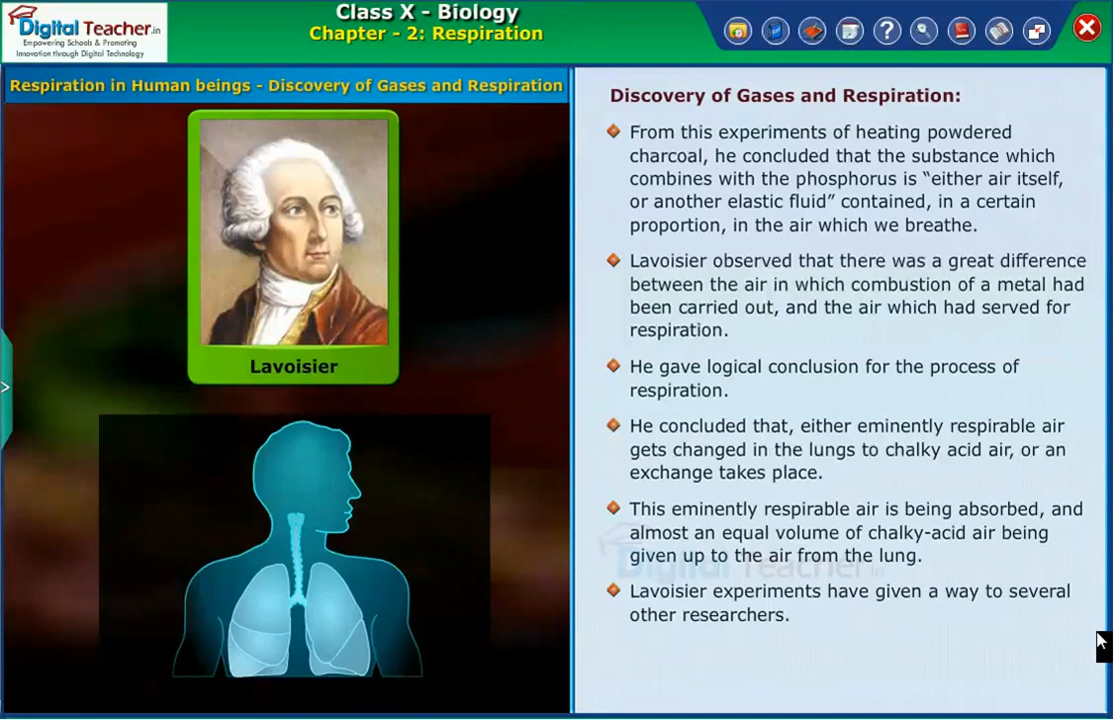 Digital Teacher.in
Empowering Schools & Promoting
Innovation through Digital Technology
Class X - Biology
Chapter - 2: Respiration
?
Respiration in Human beings - Discovery of Gases and Respiration
Lavoisier
>
Discovery of Gases and Respiration:
From this experiments of heating powdered
charcoal, he concluded that the substance which
combines with the phosphorus is “either air itself,
or another elastic fluid” contained, in a certain
proportion, in the air which we breathe.
Lavoisier observed that there was a great difference
between the air in which combustion of a metal had
been carried out, and the air which had served for
respiration.
He gave logical conclusion for the process of
respiration.
He concluded that, either eminently respirable air
gets changed in the lungs to chalky acid air, or an
exchange takes place.
This eminently respirable air is being absorbed, and
almost an equal volume of chalky-acid air being
given up to the air from the lung.
Digital Teacher.in
Lavoisier experiments have given a way to several
other researchers.